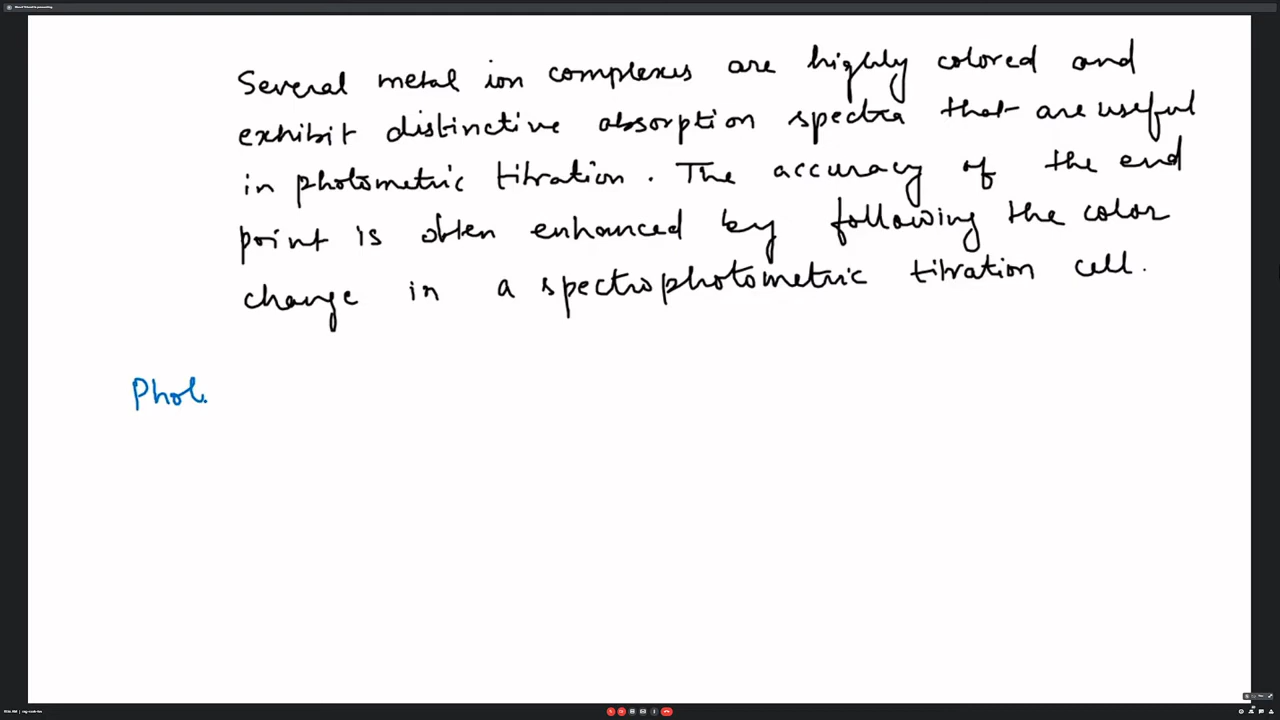 Several metal ion complexes are highly colored and
exhibit distinctive absorption spectra that are useful
in photometric titration. The accuracy of the end
point is often enhanced by following the color
change in a spectrophotometric titration cell.
Phot